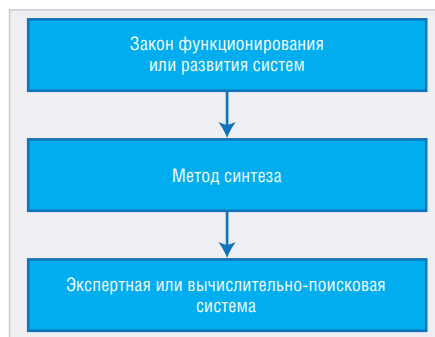 Закон функционирования
или развития систем
Метод синтеза
Экспертная или вычислительно-поисковая
система